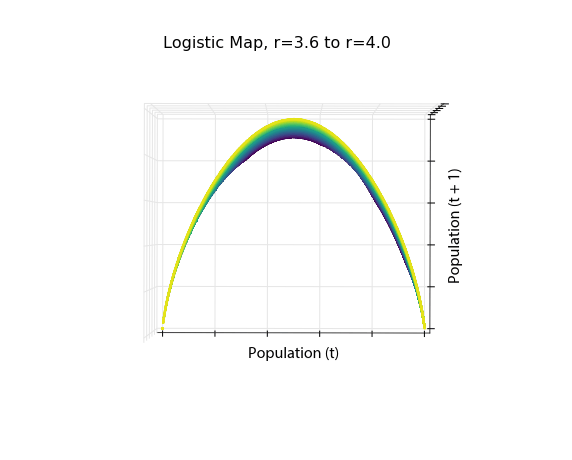 Logistic Map, r=3.6 to r=4.0
Population (t + 1)
Population (t)